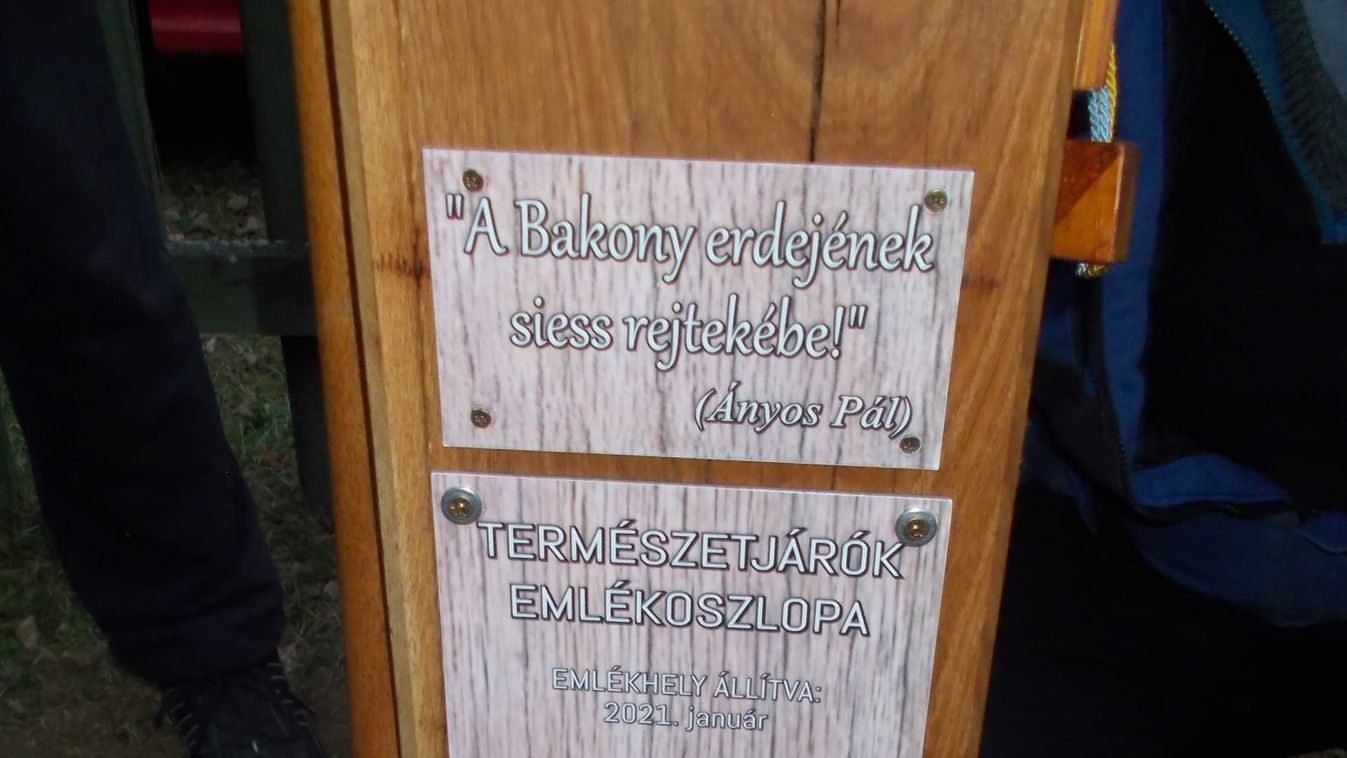 "A Bakony erdejének
siess rejtekébe!"
(Ányos Pál)
TERMÉSZETJÁRÓK
EMLÉKOSZLOPA
EMLÉKHELY ÁLLÍTVA:
2021. január